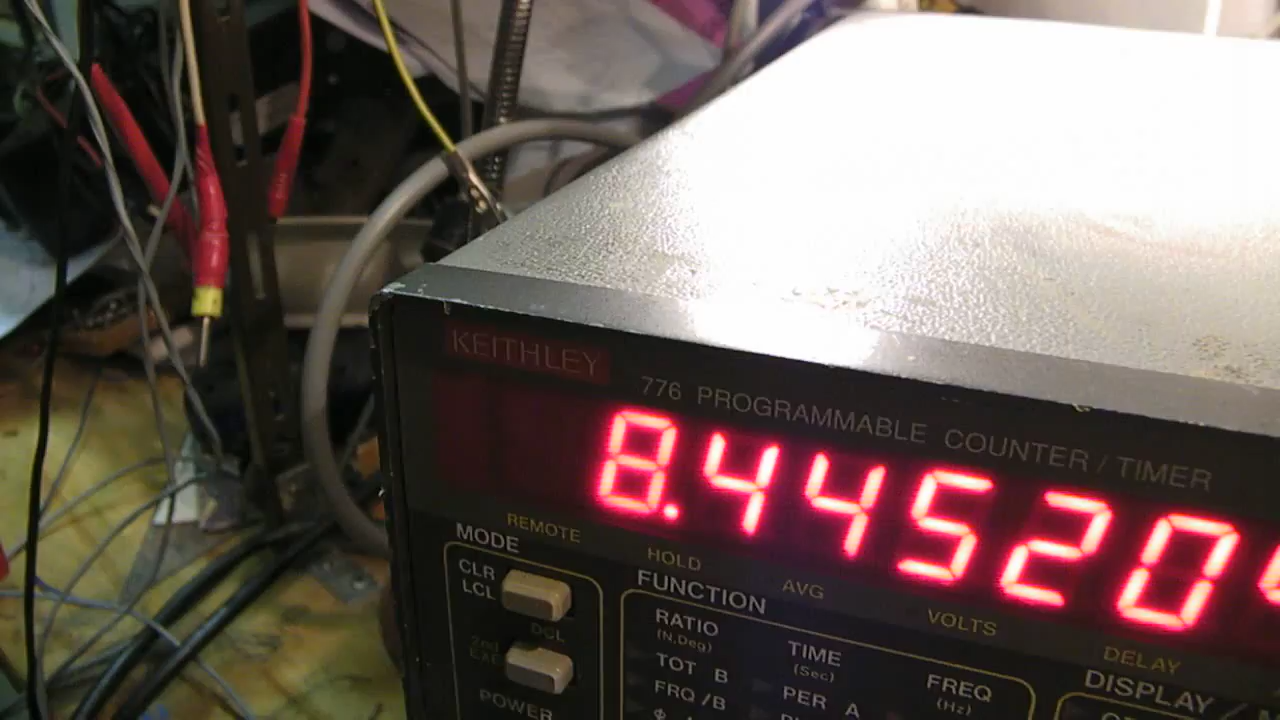 KEITHLEY
776 PROGRAMMABLE COUNTER / TIMER
8.44520
REMOTE HOLD AVG VOLTS DELAY
MODE
CLR
LCL
DCL
2nd
POWER
FUNCTION
RATIO
(N,Deg)
TOT B
FRQ/B
TIME
(Sec)
PER A
FREQ
(Hz)
DISPLAY /